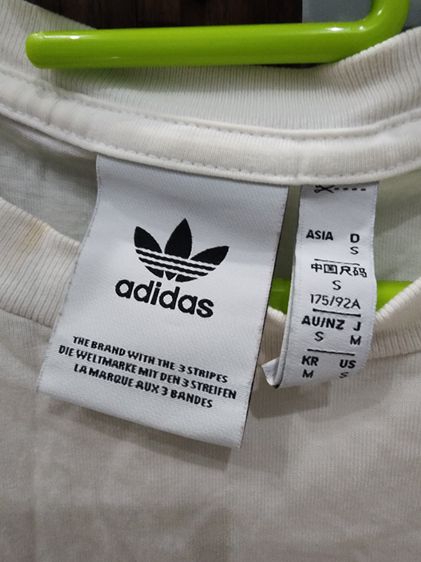 adidas
THE BRAND WITH THE 3 STRIPES
DIE WELTMARKE MIT DEN 3 STREIFEN
LA MARQUE AUX 3 BANDES
ASIA D
S
中国尺码
S
175/92A
AU/NZ J
S M
KR US
M S